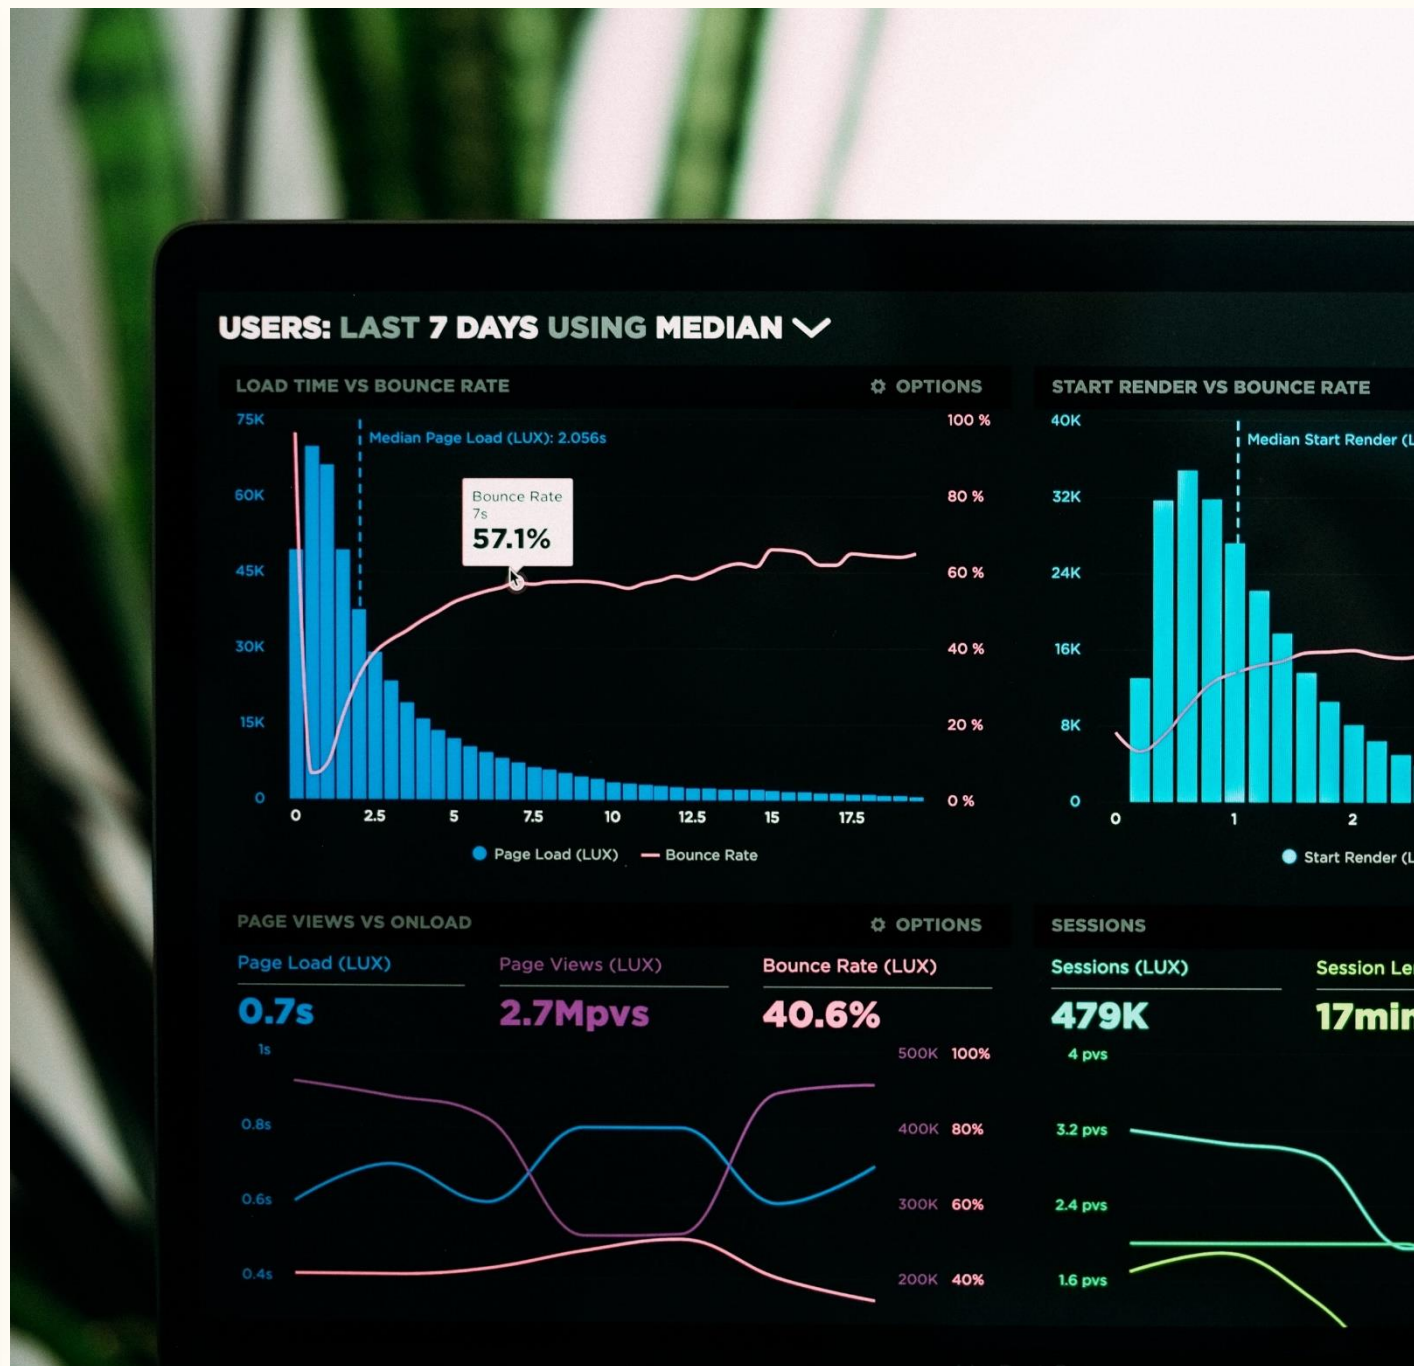 USERS: LAST 7 DAYS USING MEDIAN
LOAD TIME VS BOUNCE RATE
OPTIONS
75K
60K
45K
30K
15K
0
Median Page Load (LUX): 2.056s
Bounce Rate
7s
57.1%
100 %
80 %
60 %
40 %
20 %
0 %
0 2.5 5 7.5 10 12.5 15 17.5
Page Load (LUX) Bounce Rate
START RENDER VS BOUNCE RATE
40K
32K
24K
16K
8K
0
Median Start Render (L
0 1 2
Start Render (L
PAGE VIEWS VS ONLOAD
OPTIONS
Page Load (LUX)
0.7s
Page Views (LUX)
2.7Mpvs
Bounce Rate (LUX)
40.6%
1s
0.8s
0.6s
0.4s
500K 100%
400K 80%
300K 60%
200K 40%
SESSIONS
Sessions (LUX)
479K
Session Le
17min
4 pvs
3.2 pvs
2.4 pvs
1.6 pvs